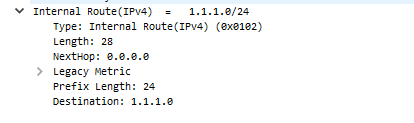 Internal Route(IPv4)  =   1.1.1.0/24
Type: Internal Route(IPv4) (0x0102)
Length: 28
NextHop: 0.0.0.0
Legacy Metric
Prefix Length: 24
Destination: 1.1.1.0